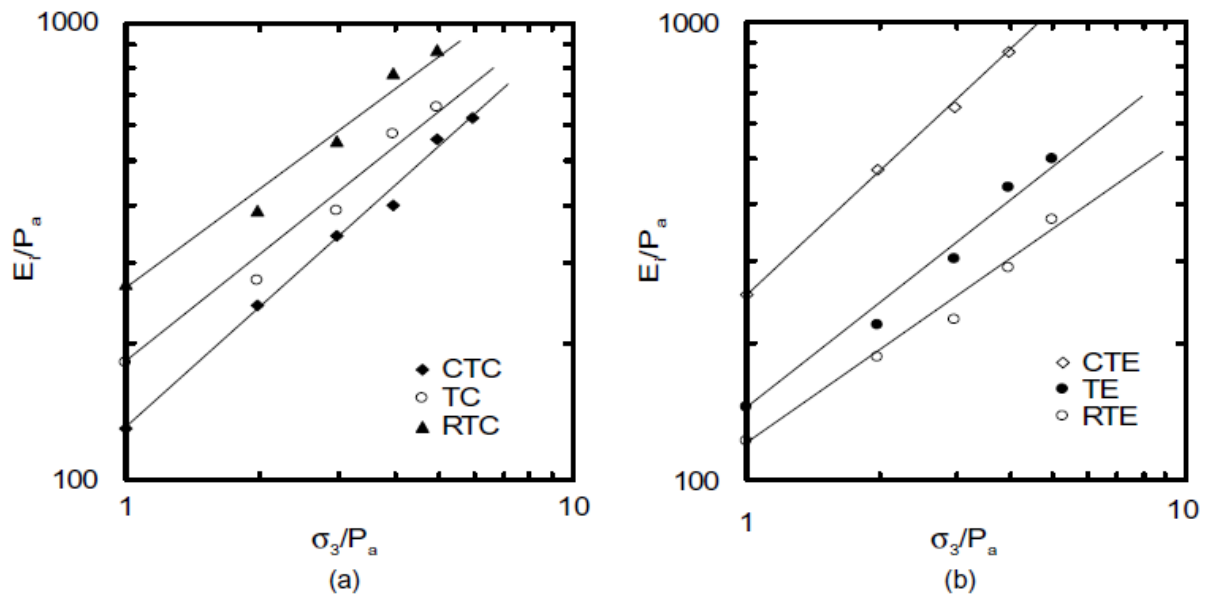 1000
E_i/P_a
100
1
10
σ_3/P_a
CTC
TC
RTC
(a)
1000
E_i/P_a
200
100
1
10
σ_3/P_a
CTE
TE
RTE
(b)